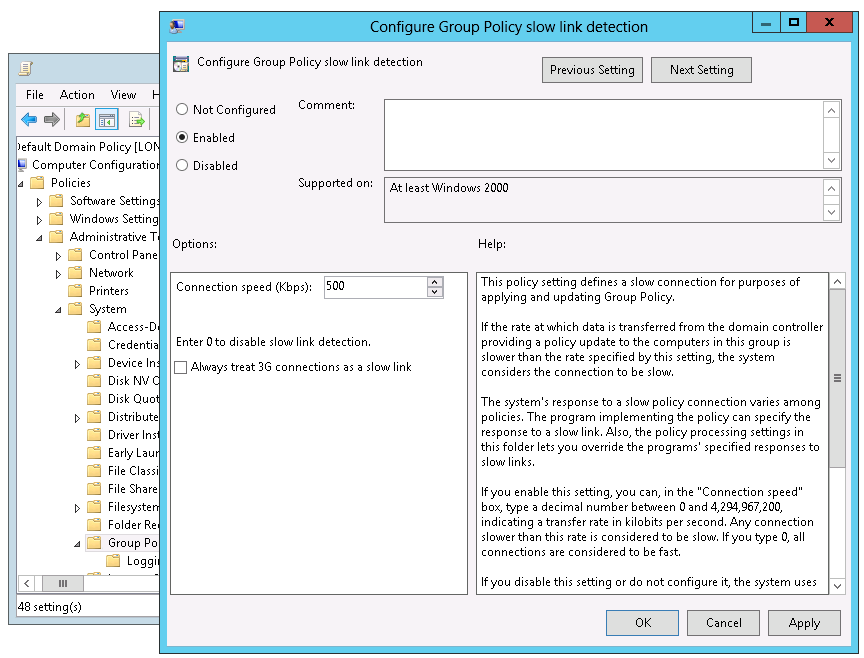 Configure Group Policy slow link detection
Configure Group Policy slow link detection
Previous Setting
Next Setting
Not Configured
Enabled
Disabled
Comment:
Supported on:
At least Windows 2000
Options:
Help:
Connection speed (Kbps):
500
Enter 0 to disable slow link detection.
Always treat 3G connections as a slow link
This policy setting defines a slow connection for purposes of
applying and updating Group Policy.
If the rate at which data is transferred from the domain controller
providing a policy update to the computers in this group is
slower than the rate specified by this setting, the system
considers the connection to be slow.
The system's response to a slow policy connection varies among
policies. The program implementing the policy can specify the
response to a slow link. Also, the policy processing settings in
this folder lets you override the programs' specified responses to
slow links.
If you enable this setting, you can, in the "Connection speed"
box, type a decimal number between 0 and 4,294,967,200,
indicating a transfer rate in kilobits per second. Any connection
slower than this rate is considered to be slow. If you type 0, all
connections are considered to be fast.
If you disable this setting or do not configure it, the system uses
OK
Cancel
Apply
File
Action
View
H
Default Domain Policy [LON
Computer Configuration
Policies
Software Settings
Windows Setting
Administrative T
Control Pane
Network
Printers
System
Access-De
Credentia
Device Ins
Disk NV C
Disk Quot
Distribute
Driver Inst
Early Laun
File Classi
File Share
Filesystem
Folder Red
Group Po
Loggin
48 setting(s)